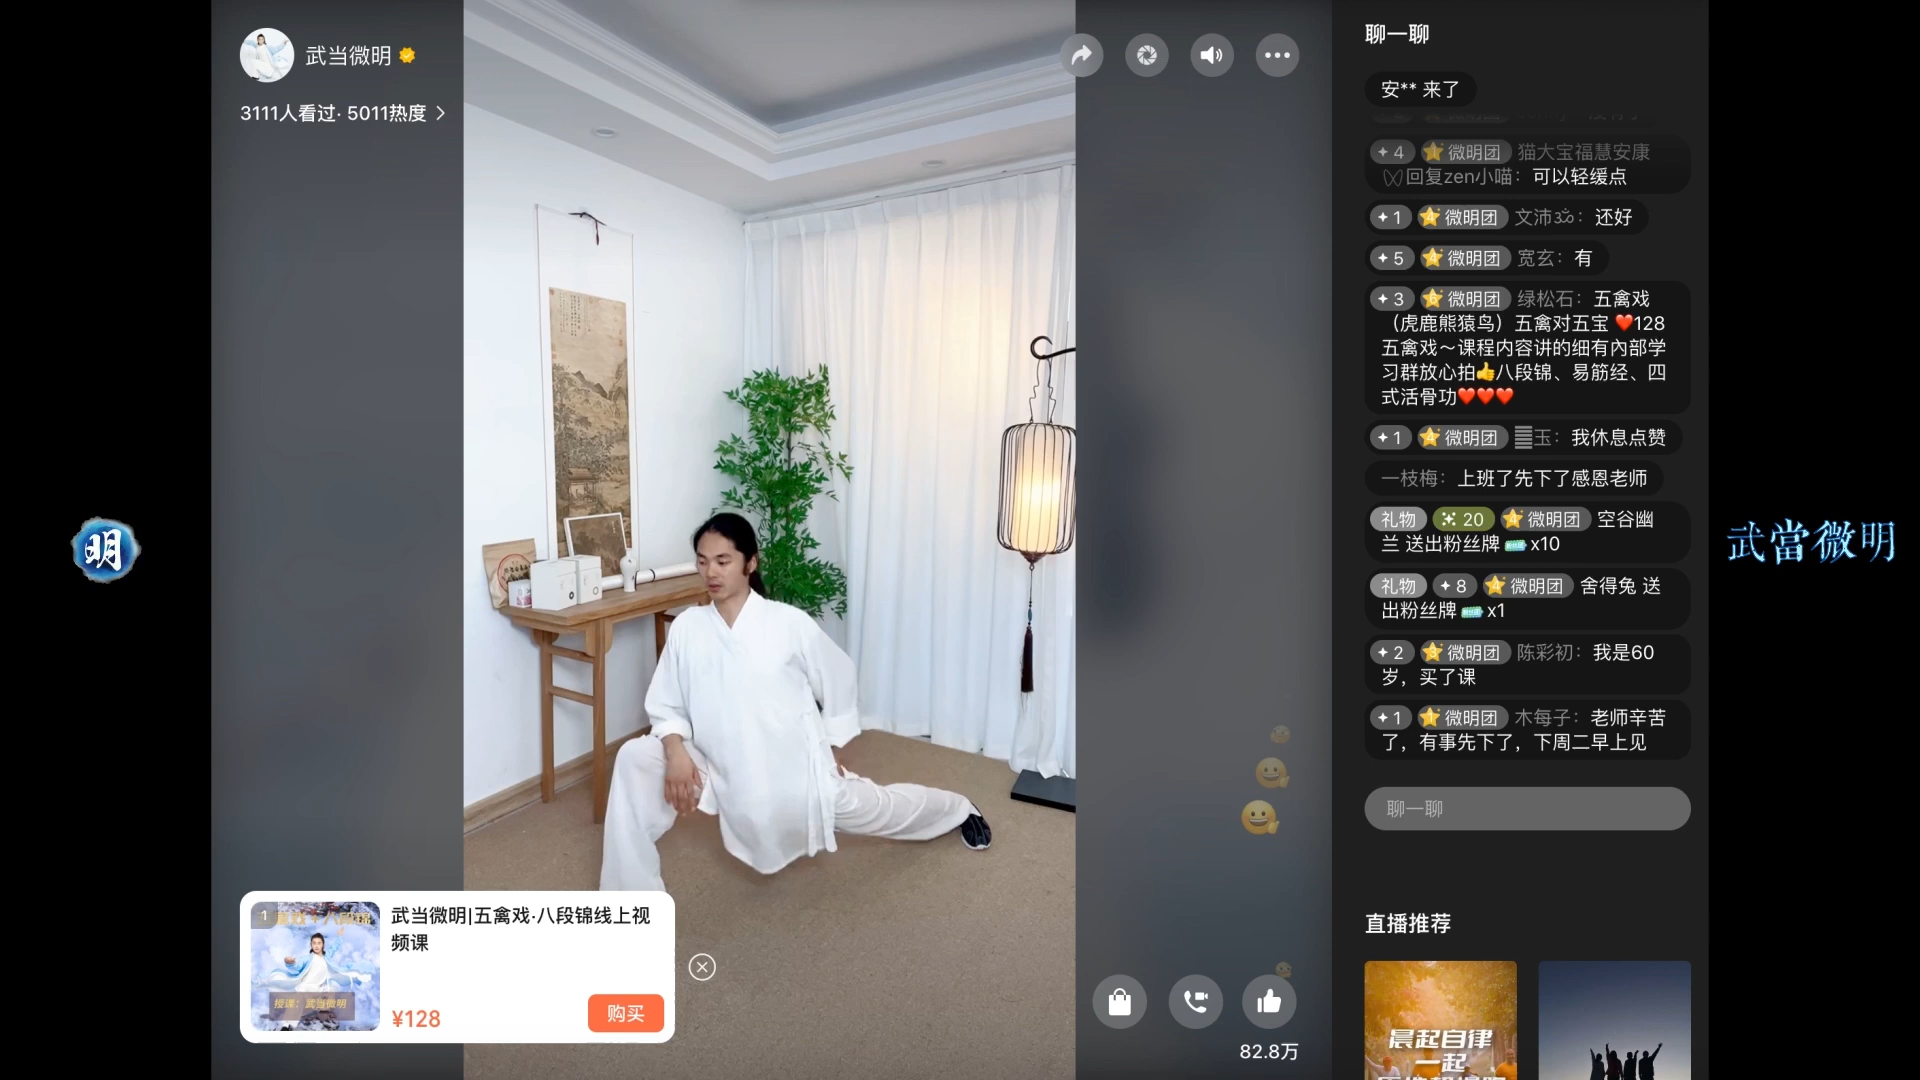 武当微明
3111人看过· 5011热度
聊一聊
安** 来了
4 微明团 猫大宝福慧安康
回复zen小喵：可以轻缓点
1 微明团 文沛ॐ：还好
5 微明团 宽玄：有
3 微明团 绿松石：五禽戏
（虎鹿熊猿鸟）五禽对五宝 ❤️128
五禽戏～课程内容讲的细有内部学
习群放心拍👍八段锦、易筋经、四
式活骨功❤️❤️❤️
1 微明团 玉：我休息点赞
一枝梅：上班了先下了感恩老师
礼物 20 微明团 空谷幽
兰 送出粉丝牌 x10
礼物 8 微明团 舍得兔 送
出粉丝牌 x1
2 微明团 陈彩初：我是60
岁，买了课
1 微明团 木每子：老师辛苦
了，有事先下了，下周二早上见
聊一聊
直播推荐
晨起自律
一起
明
武當微明
1
授课：武当微明
武当微明|五禽戏·八段锦线上视
频课
¥128
购买
82.8万